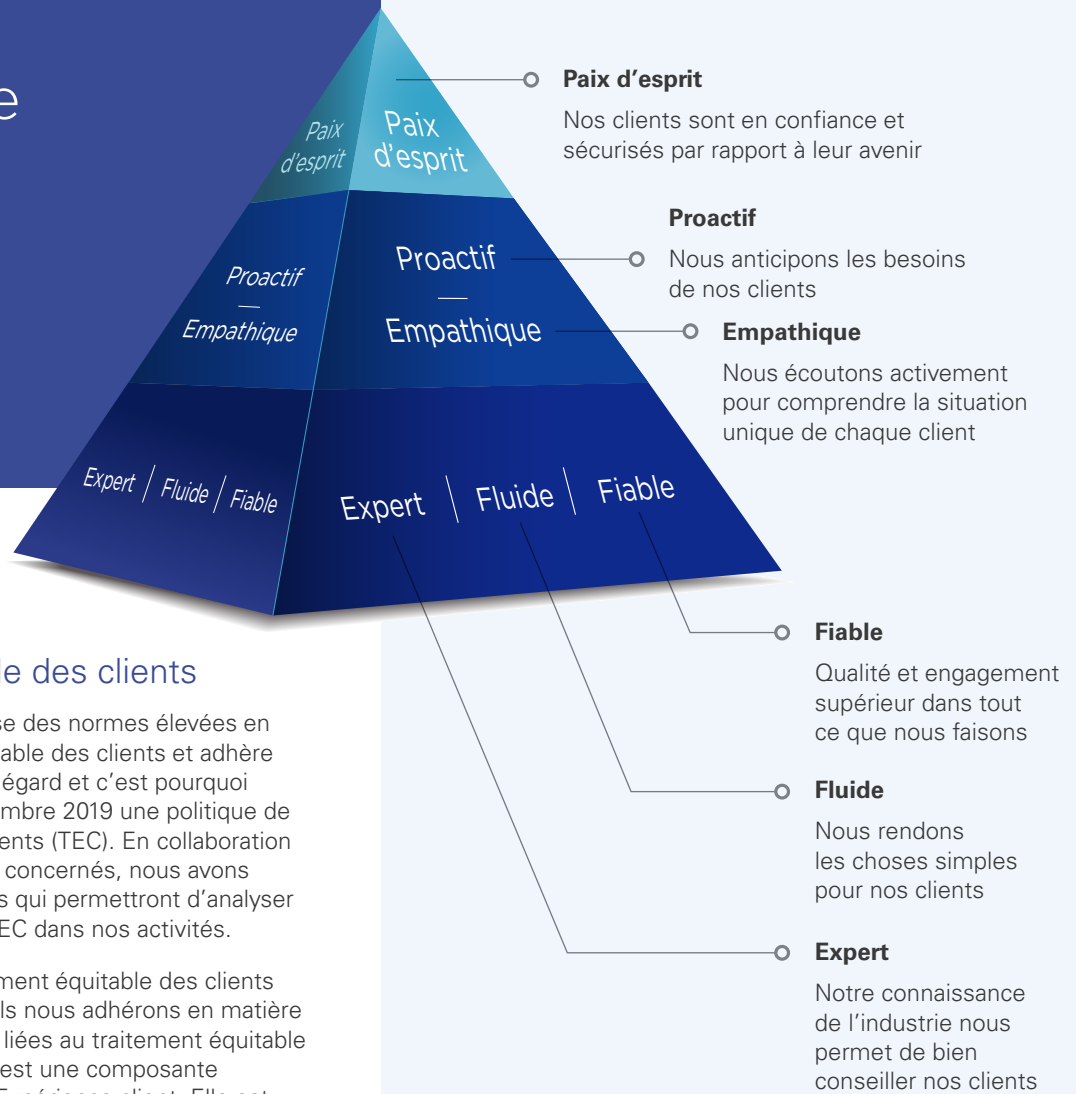 e
Paix
d'esprit
Paix
d'esprit
Proactif
Empathique
Proactif
Empathique
Expert | Fluide | Fiable
Expert | Fluide | Fiable
Paix d’esprit
Nos clients sont en confiance et
sécurisés par rapport à leur avenir
Proactif
Nous anticipons les besoins
de nos clients
Empathique
Nous écoutons activement
pour comprendre la situation
unique de chaque client
Fiable
Qualité et engagement
supérieur dans tout
ce que nous faisons
Fluide
Nous rendons
les choses simples
pour nos clients
Expert
Notre connaissance
de l’industrie nous
permet de bien
conseiller nos clients
le des clients
se des normes élevées en
able des clients et adhère
égard et c’est pourquoi
mbre 2019 une politique de
ents (TEC). En collaboration
concernés, nous avons
s qui permettront d’analyser
EC dans nos activités.
ment équitable des clients
ls nous adhérons en matière
liées au traitement équitable
est une composante